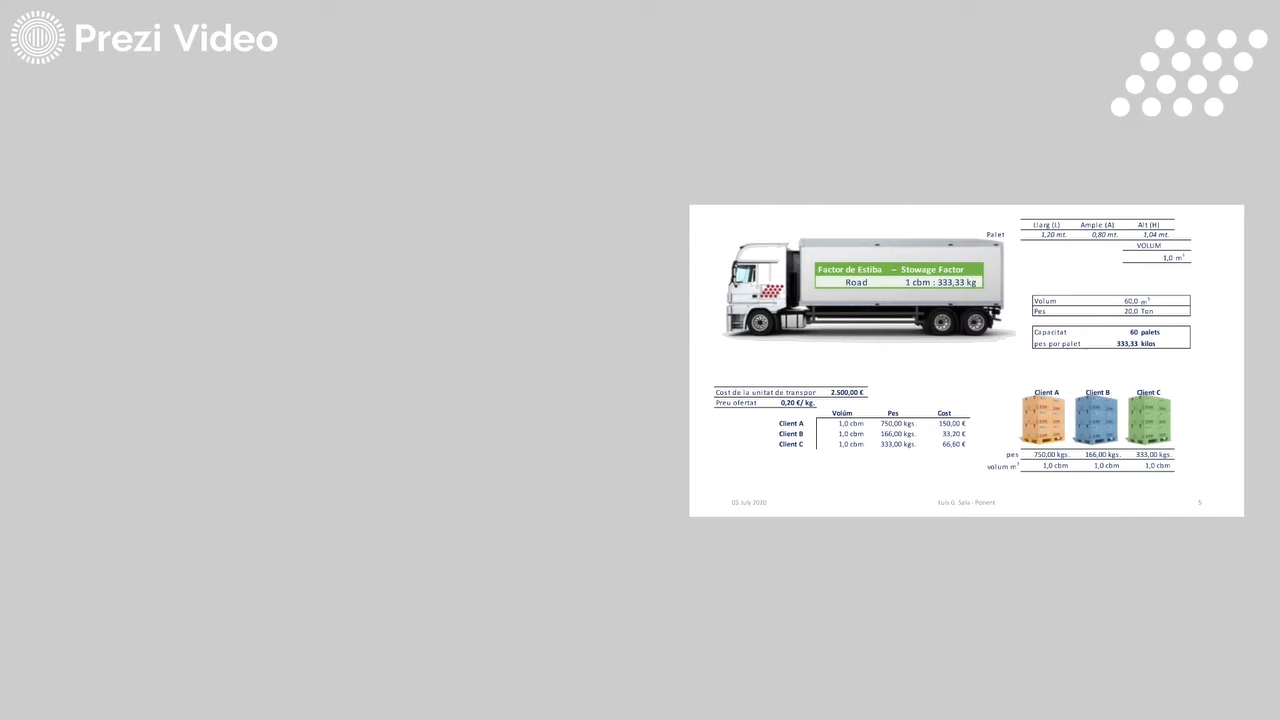 Prezi Video
Llarg (L) Ample (A) Alt (H)
Palet 1,20 mt. 0,80 mt. 1,04 mt.
VOLUM
1,0 m³
Factor de Estiba – Stowage Factor
Road 1 cbm : 333,33 kg
Volum 60,0 m³
Pes 20,0 Ton
Capacitat 60 palets
pes por palet 333,33 kilos
Cost de la unitat de transpor 2.500,00 €
Preu ofertat 0,20 €/ kg.
Volúm Pes Cost
Client A 1,0 cbm 750,00 kgs. 150,00 €
Client B 1,0 cbm 166,00 kgs. 33,20 €
Client C 1,0 cbm 333,00 kgs. 66,60 €
Client A Client B Client C
pes 750,00 kgs. 166,00 kgs. 333,00 kgs.
volum m³ 1,0 cbm 1,0 cbm 1,0 cbm
03 July 2020 Luis G. Sala - Ponent 5